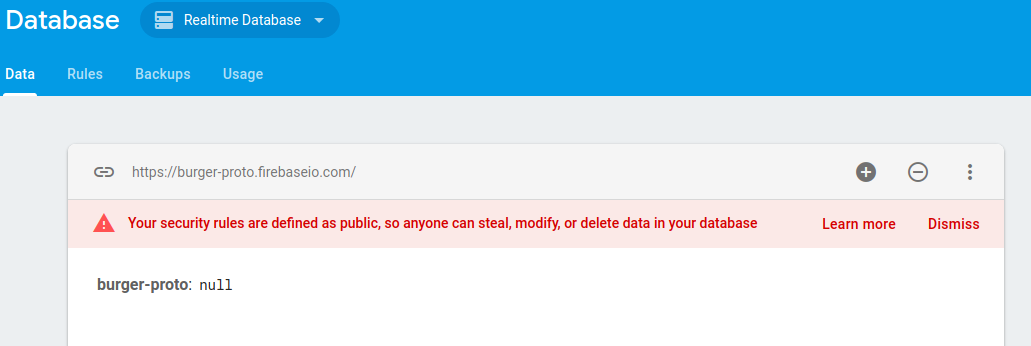 Database Realtime Database
Data Rules Backups Usage
https://burger-proto.firebaseio.com/
Your security rules are defined as public, so anyone can steal, modify, or delete data in your database Learn more Dismiss
burger-proto: null